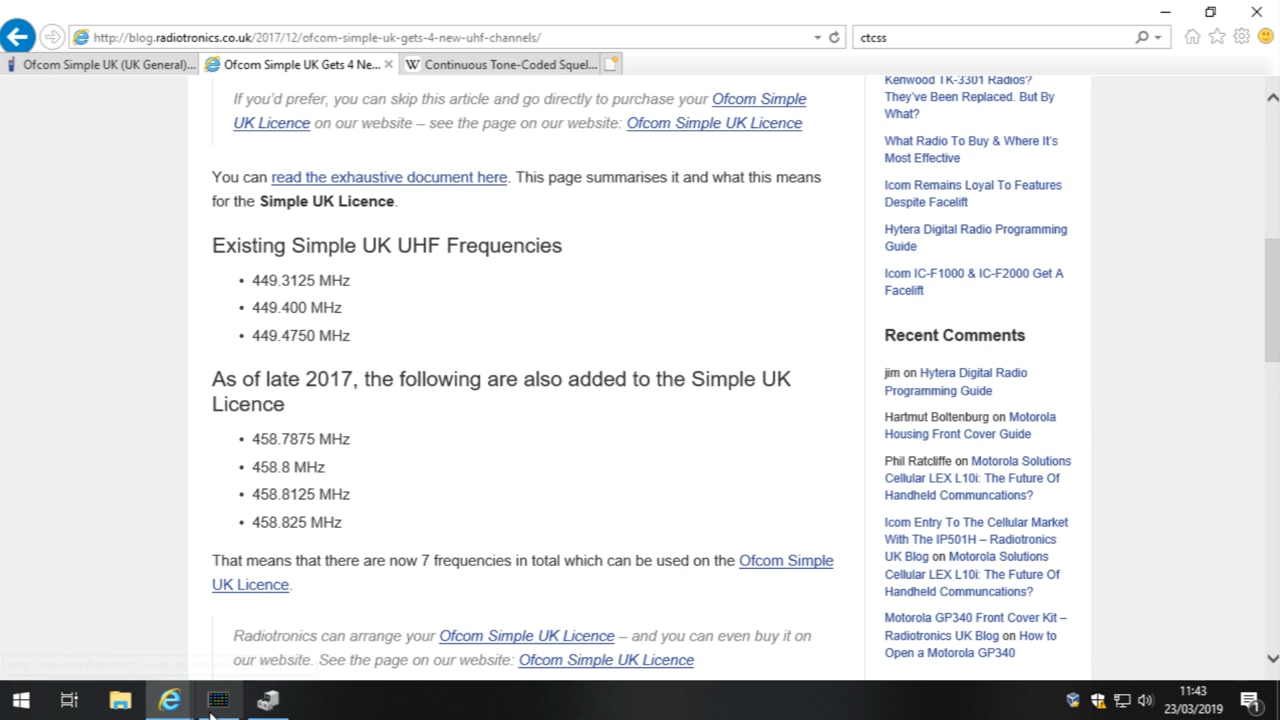 http://blog.radiotronics.co.uk/2017/12/ofcom-simple-uk-gets-4-new-uhf-channels/
ctcss
Ofcom Simple UK (UK General)...
Ofcom Simple UK Gets 4 Ne...
W Continuous Tone-Coded Squel...
If you'd prefer, you can skip this article and go directly to purchase your Ofcom Simple
UK Licence on our website – see the page on our website: Ofcom Simple UK Licence
You can read the exhaustive document here. This page summarises it and what this means
for the Simple UK Licence.
Existing Simple UK UHF Frequencies
• 449.3125 MHz
• 449.400 MHz
• 449.4750 MHz
As of late 2017, the following are also added to the Simple UK
Licence
• 458.7875 MHz
• 458.8 MHz
• 458.8125 MHz
• 458.825 MHz
That means that there are now 7 frequencies in total which can be used on the Ofcom Simple
UK Licence.
Radiotronics can arrange your Ofcom Simple UK Licence – and you can even buy it on
our website. See the page on our website: Ofcom Simple UK Licence
Kenwood TK-3301 Radios?
They've Been Replaced. But By
What?
What Radio To Buy & Where It's
Most Effective
Icom Remains Loyal To Features
Despite Facelift
Hytera Digital Radio Programming
Guide
Icom IC-F1000 & IC-F2000 Get A
Facelift
Recent Comments
jim on Hytera Digital Radio
Programming Guide
Hartmut Boltenburg on Motorola
Housing Front Cover Guide
Phil Ratcliffe on Motorola Solutions
Cellular LEX L10i: The Future Of
Handheld Communcations?
Icom Entry To The Cellular Market
With The IP501H – Radiotronics
UK Blog on Motorola Solutions
Cellular LEX L10i: The Future Of
Handheld Communcations?
Motorola GP340 Front Cover Kit –
Radiotronics UK Blog on How to
Open a Motorola GP340
11:43
23/03/2019
1